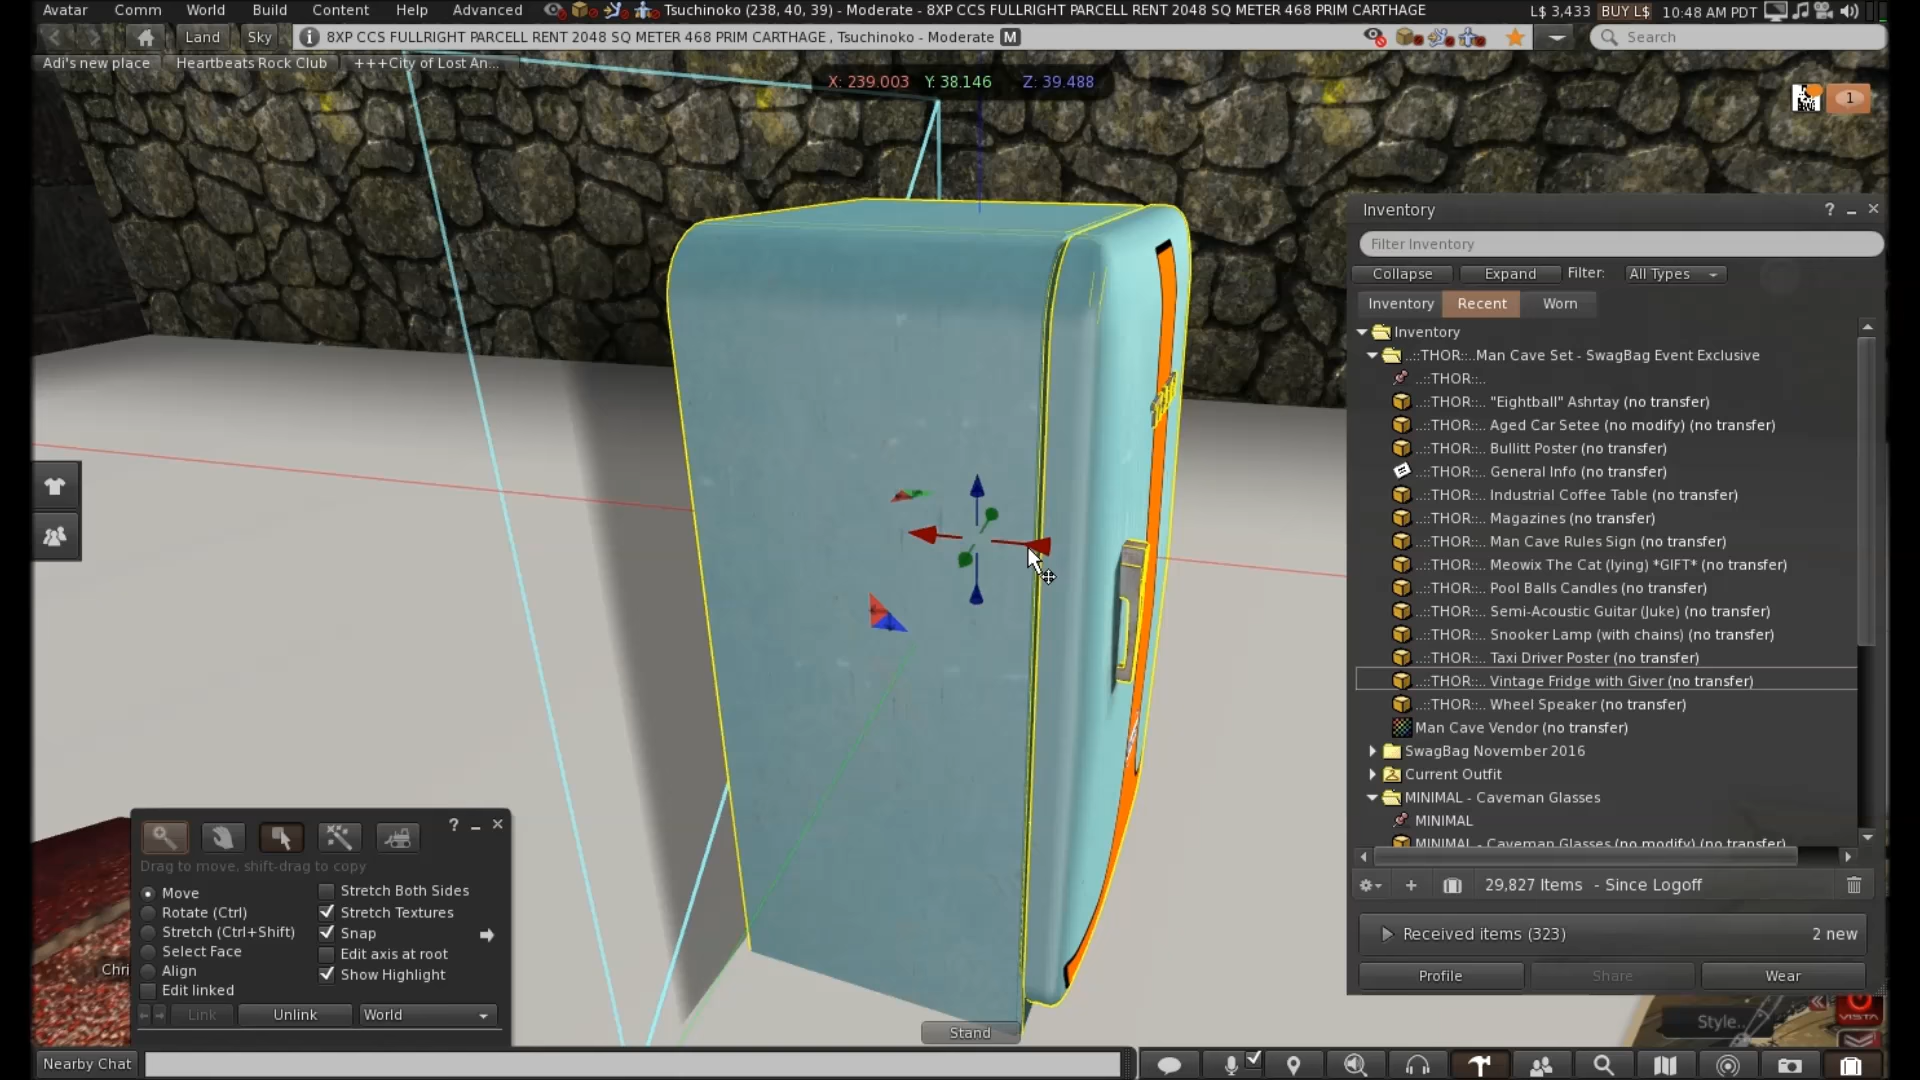 Avatar Comm World Build Content Help Advanced Tsuchinoko (238, 40, 39) - Moderate - 8XP CCS FULLRIGHT PARCELL RENT 2048 SQ METER 468 PRIM CARTHAGE L$ 3,433 BUY L$ 10:48 AM PDT
Land Sky 8XP CCS FULLRIGHT PARCELL RENT 2048 SQ METER 468 PRIM CARTHAGE , Tsuchinoko - Moderate M Search
Adi's new place Heartbeats Rock Club +++City of Lost An...
X: 239.003 Y: 38.146 Z: 39.488
1
Inventory ?
Filter Inventory
Collapse Expand Filter: All Types
Inventory Recent Worn
Inventory
..::THOR::..Man Cave Set - SwagBag Event Exclusive
..::THOR::..
..::THOR::.. "Eightball" Ashrtay (no transfer)
..::THOR::.. Aged Car Setee (no modify) (no transfer)
..::THOR::.. Bullitt Poster (no transfer)
..::THOR::.. General Info (no transfer)
..::THOR::.. Industrial Coffee Table (no transfer)
..::THOR::.. Magazines (no transfer)
..::THOR::.. Man Cave Rules Sign (no transfer)
..::THOR::.. Meowix The Cat (lying) *GIFT* (no transfer)
..::THOR::.. Pool Balls Candles (no transfer)
..::THOR::.. Semi-Acoustic Guitar (Juke) (no transfer)
..::THOR::.. Snooker Lamp (with chains) (no transfer)
..::THOR::.. Taxi Driver Poster (no transfer)
..::THOR::.. Vintage Fridge with Giver (no transfer)
..::THOR::.. Wheel Speaker (no transfer)
Man Cave Vendor (no transfer)
SwagBag November 2016
Current Outfit
MINIMAL - Caveman Glasses
MINIMAL
MINIMAL - Caveman Glasses (no modify) (no transfer)
29,827 Items - Since Logoff
Received items (323) 2 new
Profile Share Wear
?
Drag to move, shift-drag to copy
Move
Rotate (Ctrl)
Stretch (Ctrl+Shift)
Select Face
Align
Edit linked
Stretch Both Sides
Stretch Textures
Snap
Edit axis at root
Show Highlight
Link Unlink World
Chri
Stand
Style..
VISTA
Nearby Chat